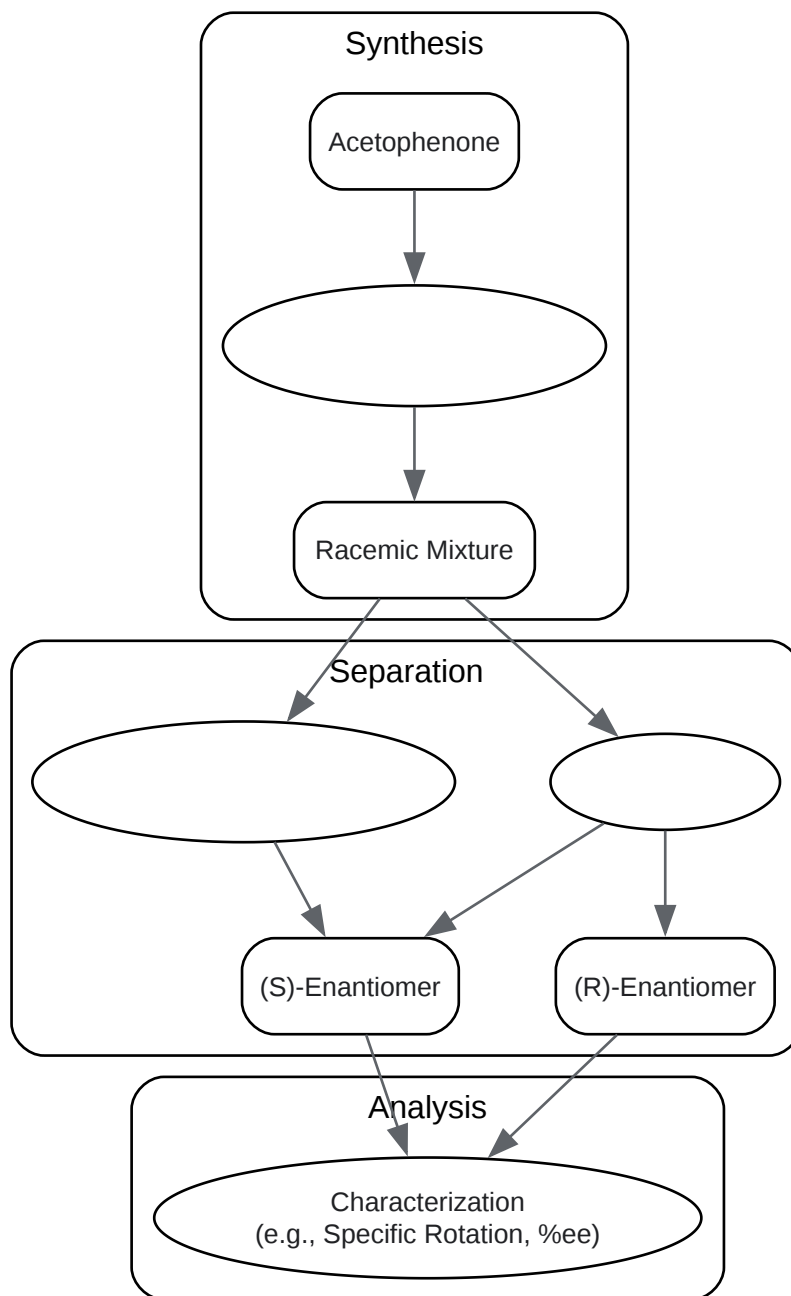 Synthesis
Acetophenone
Racemic Mixture
Separation
(S)-Enantiomer
(R)-Enantiomer
Analysis
Characterization
(e.g., Specific Rotation, %ee)